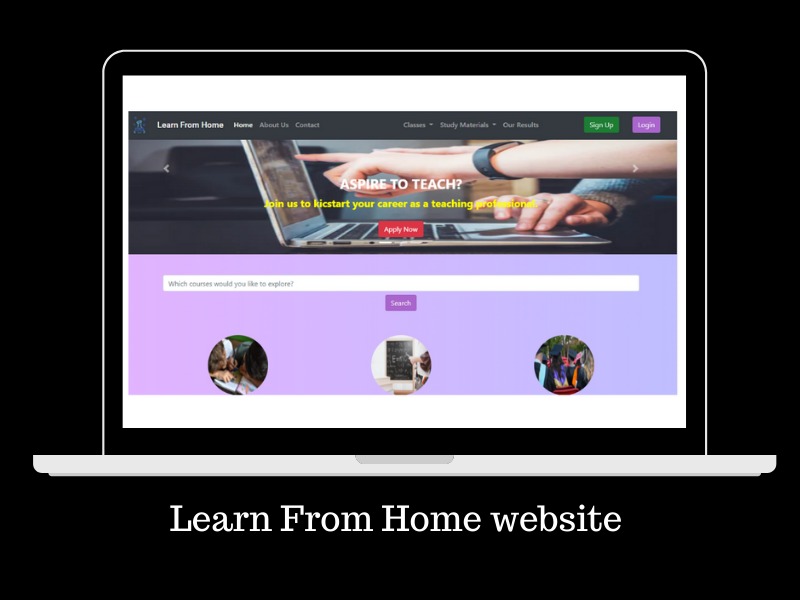 Learn From Home Home About Us Contact Classes Study Materials Our Results Sign Up Login
ASPIRE TO TEACH?
Join us to kicstart your career as a teaching professional.
Apply Now
Which courses would you like to explore?
Search
Learn From Home website